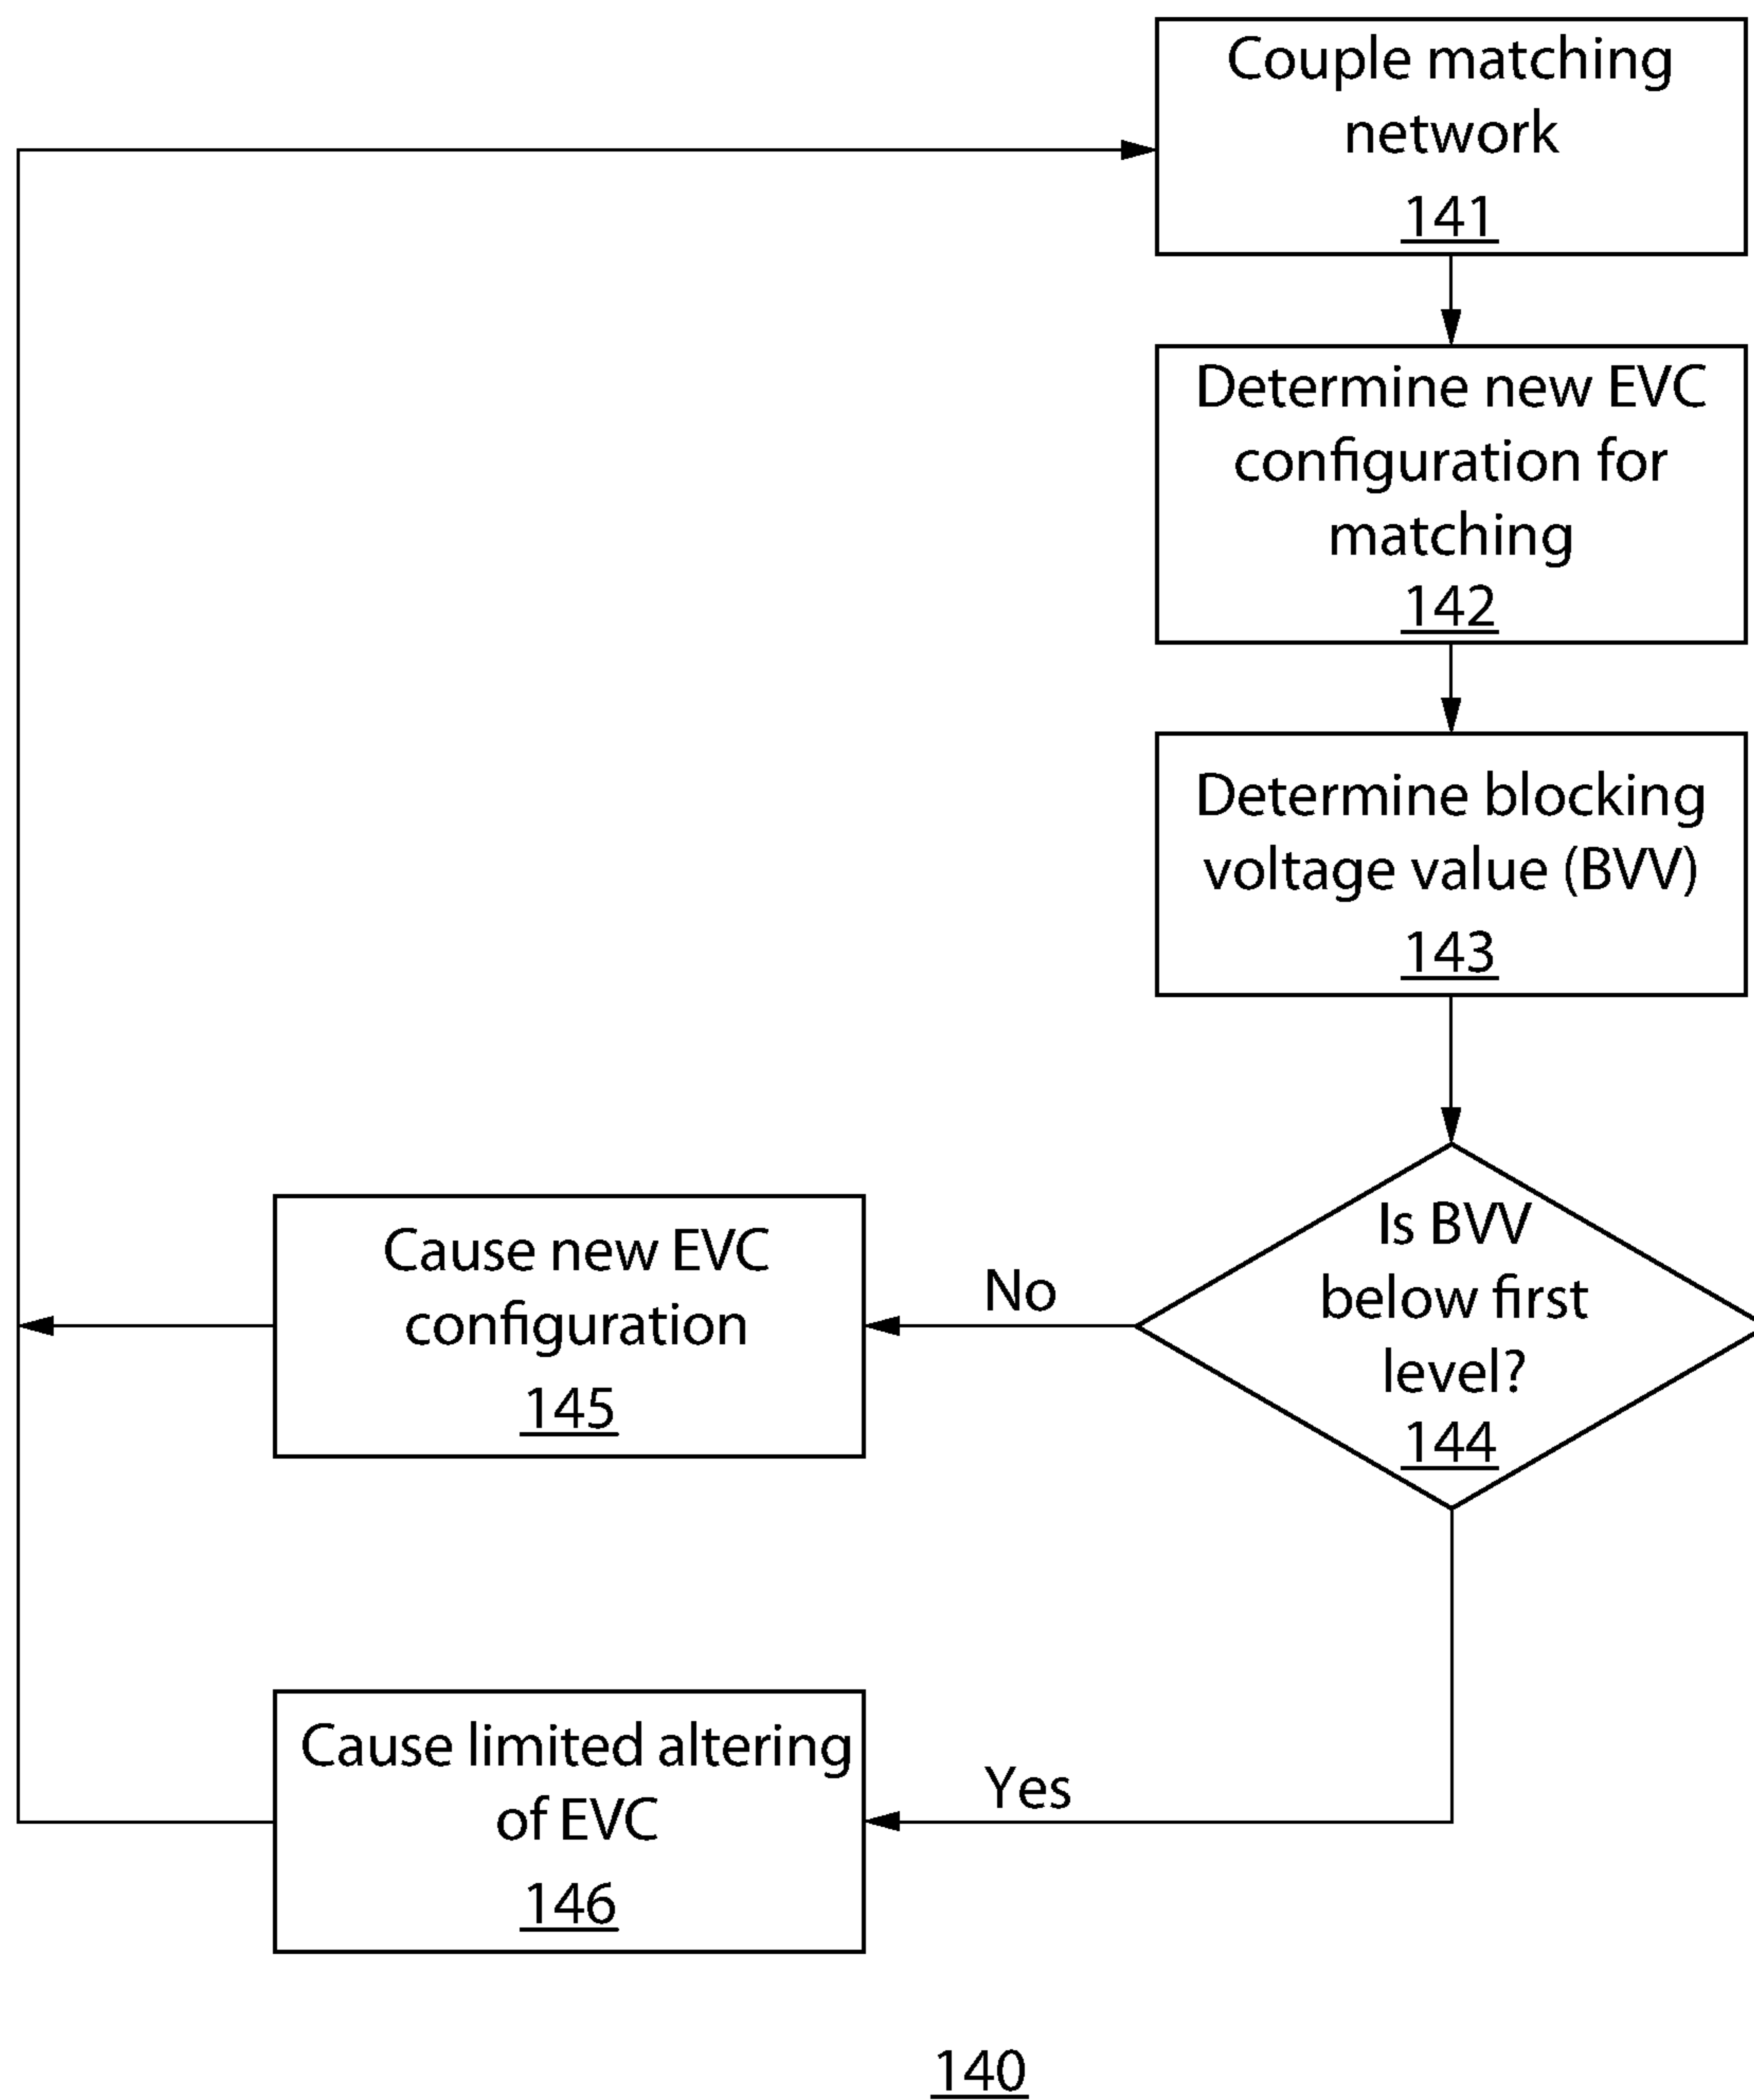 Couple matching
network
141
Determine new EVC
configuration for
matching
142
Determine blocking
voltage value (BVV)
143
Is BVV
below first
level?
144
No
Cause new EVC
configuration
145
Yes
Cause limited altering
of EVC
146
140